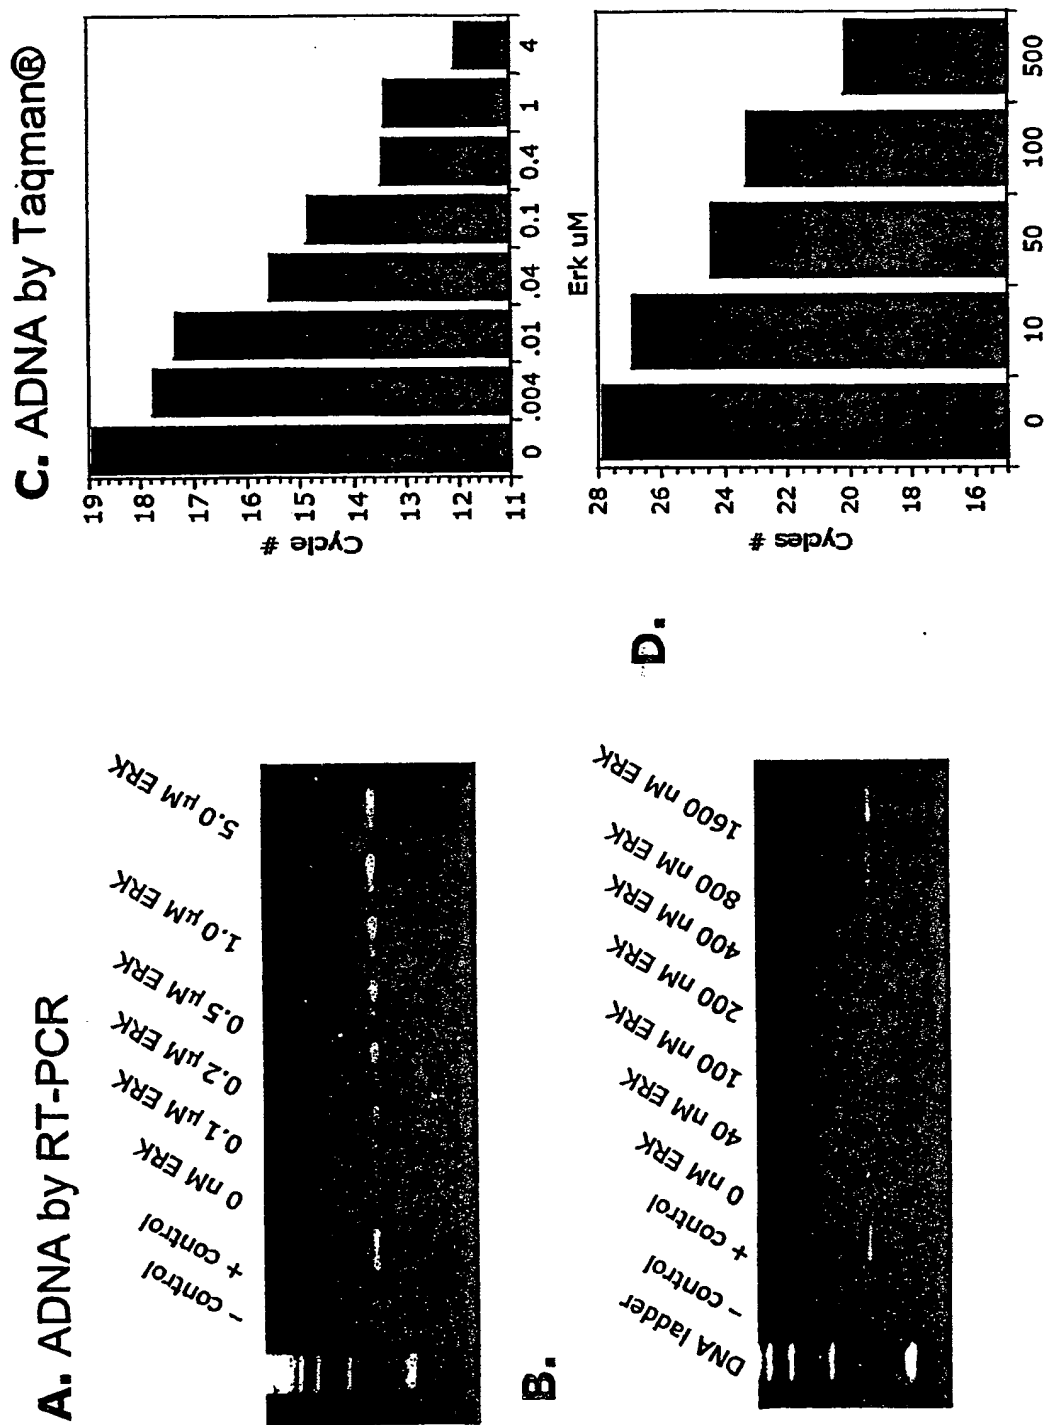 A. ADNA by RT-PCR
– control
+ control
0 nM ERK
0.1 µM ERK
0.2 µM ERK
0.5 µM ERK
1.0 µM ERK
5.0 µM ERK
B.
DNA ladder
– control
+ control
0 nM ERK
40 nM ERK
100 nM ERK
200 nM ERK
400 nM ERK
800 nM ERK
1600 nM ERK
C. ADNA by Taqman®
Cycle #
19
18
17
16
15
14
13
12
11
0 .004 .01 .04 0.1 0.4 1 4
Erk uM
D.
Cycles #
28
26
24
22
20
18
16
0 10 50 100 500